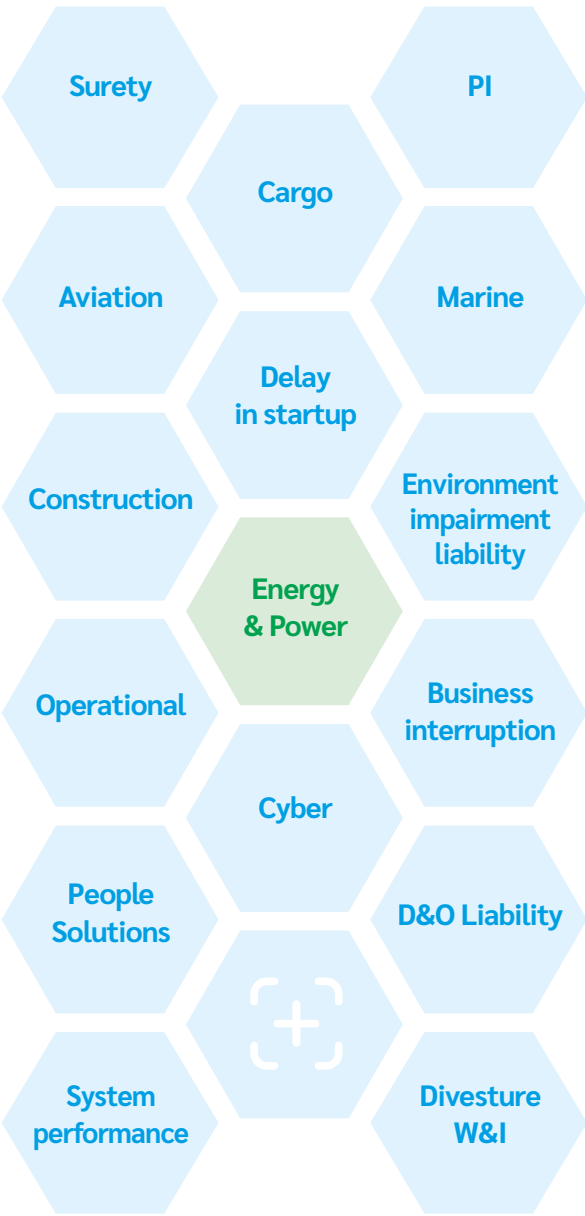 Surety
PI
Cargo
Aviation
Marine
Delay
in startup
Construction
Environment
impairment
liability
Energy
& Power
Operational
Business
interruption
Cyber
People
Solutions
D&O Liability
System
performance
Divesture
W&I